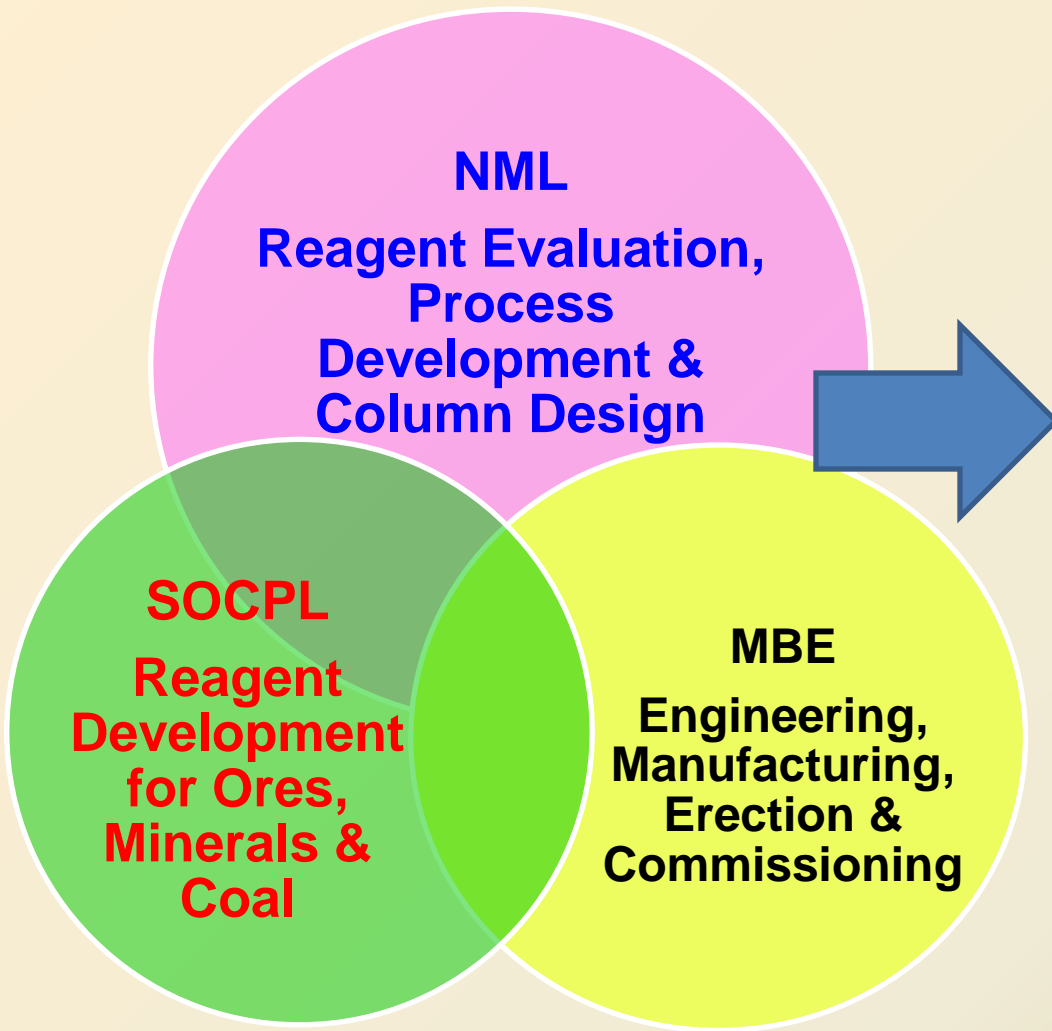 NML
Reagent Evaluation,
Process
Development &
Column Design
SOCPL
Reagent
Development
for Ores,
Minerals &
Coal
MBE
Engineering,
Manufacturing,
Erection &
Commissioning